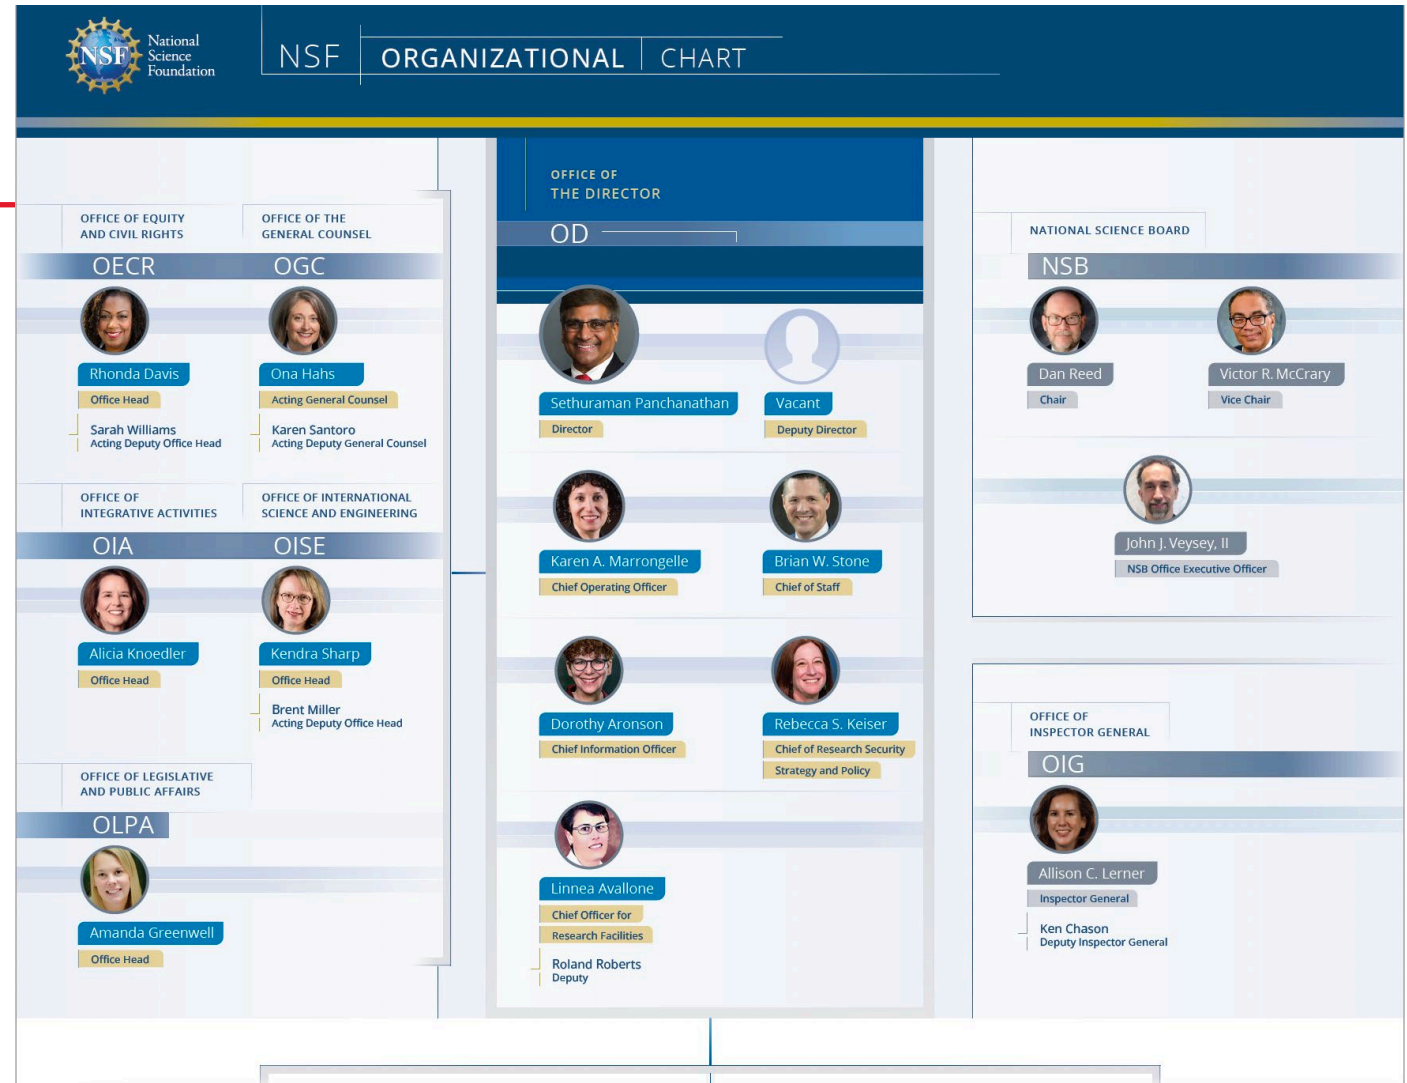 NSF
National
Science
Foundation
NSF ORGANIZATIONAL CHART
OFFICE OF EQUITY
AND CIVIL RIGHTS
OECR
Rhonda Davis
Office Head
Sarah Williams
Acting Deputy Office Head
OFFICE OF THE
GENERAL COUNSEL
OGC
Ona Hahs
Acting General Counsel
Karen Santoro
Acting Deputy General Counsel
OFFICE OF
INTEGRATIVE ACTIVITIES
OIA
Alicia Knoedler
Office Head
OFFICE OF INTERNATIONAL
SCIENCE AND ENGINEERING
OISE
Kendra Sharp
Office Head
Brent Miller
Acting Deputy Office Head
OFFICE OF LEGISLATIVE
AND PUBLIC AFFAIRS
OLPA
Amanda Greenwell
Office Head
OFFICE OF
THE DIRECTOR
OD
Sethuraman Panchanathan
Director
Vacant
Deputy Director
Karen A. Marrongelle
Chief Operating Officer
Brian W. Stone
Chief of Staff
Dorothy Aronson
Chief Information Officer
Rebecca S. Keiser
Chief of Research Security
Strategy and Policy
Linnea Avallone
Chief Officer for
Research Facilities
Roland Roberts
Deputy
NATIONAL SCIENCE BOARD
NSB
Dan Reed
Chair
Victor R. McCrary
Vice Chair
John J. Veysey, II
NSB Office Executive Officer
OFFICE OF
INSPECTOR GENERAL
OIG
Allison C. Lerner
Inspector General
Ken Chason
Deputy Inspector General